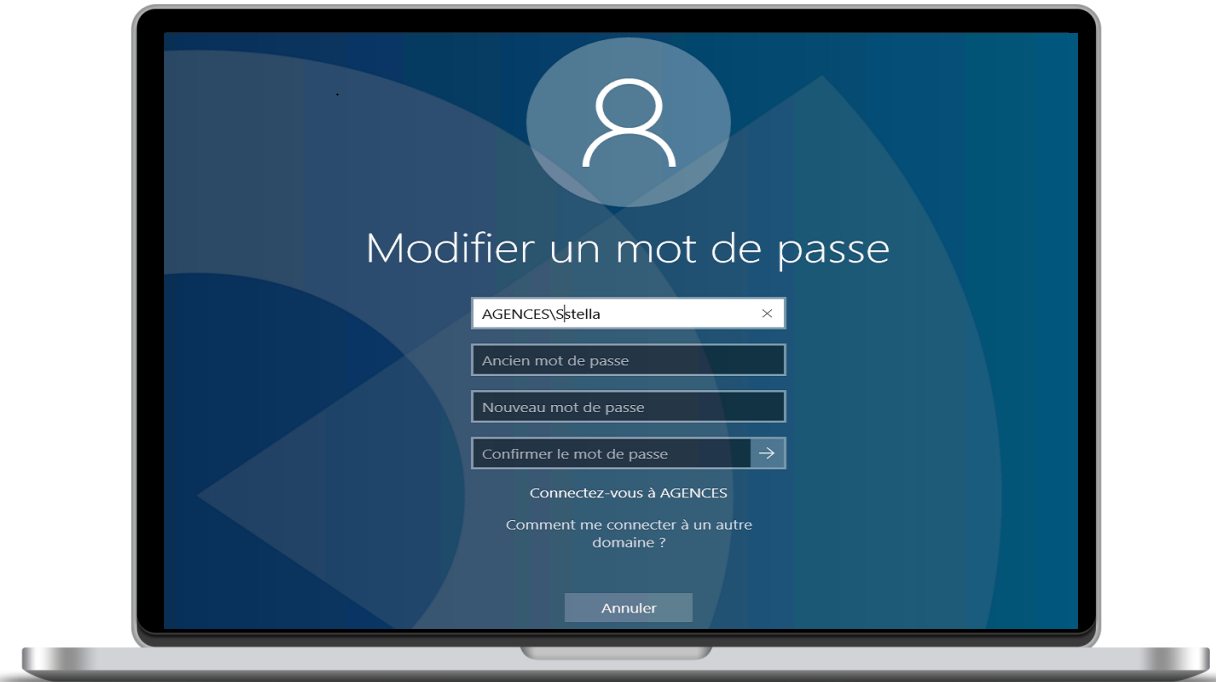 Modifier un mot de passe
AGENCES\Sstella
Ancien mot de passe
Nouveau mot de passe
Confirmer le mot de passe
Connectez-vous à AGENCES
Comment me connecter à un autre
domaine ?
Annuler